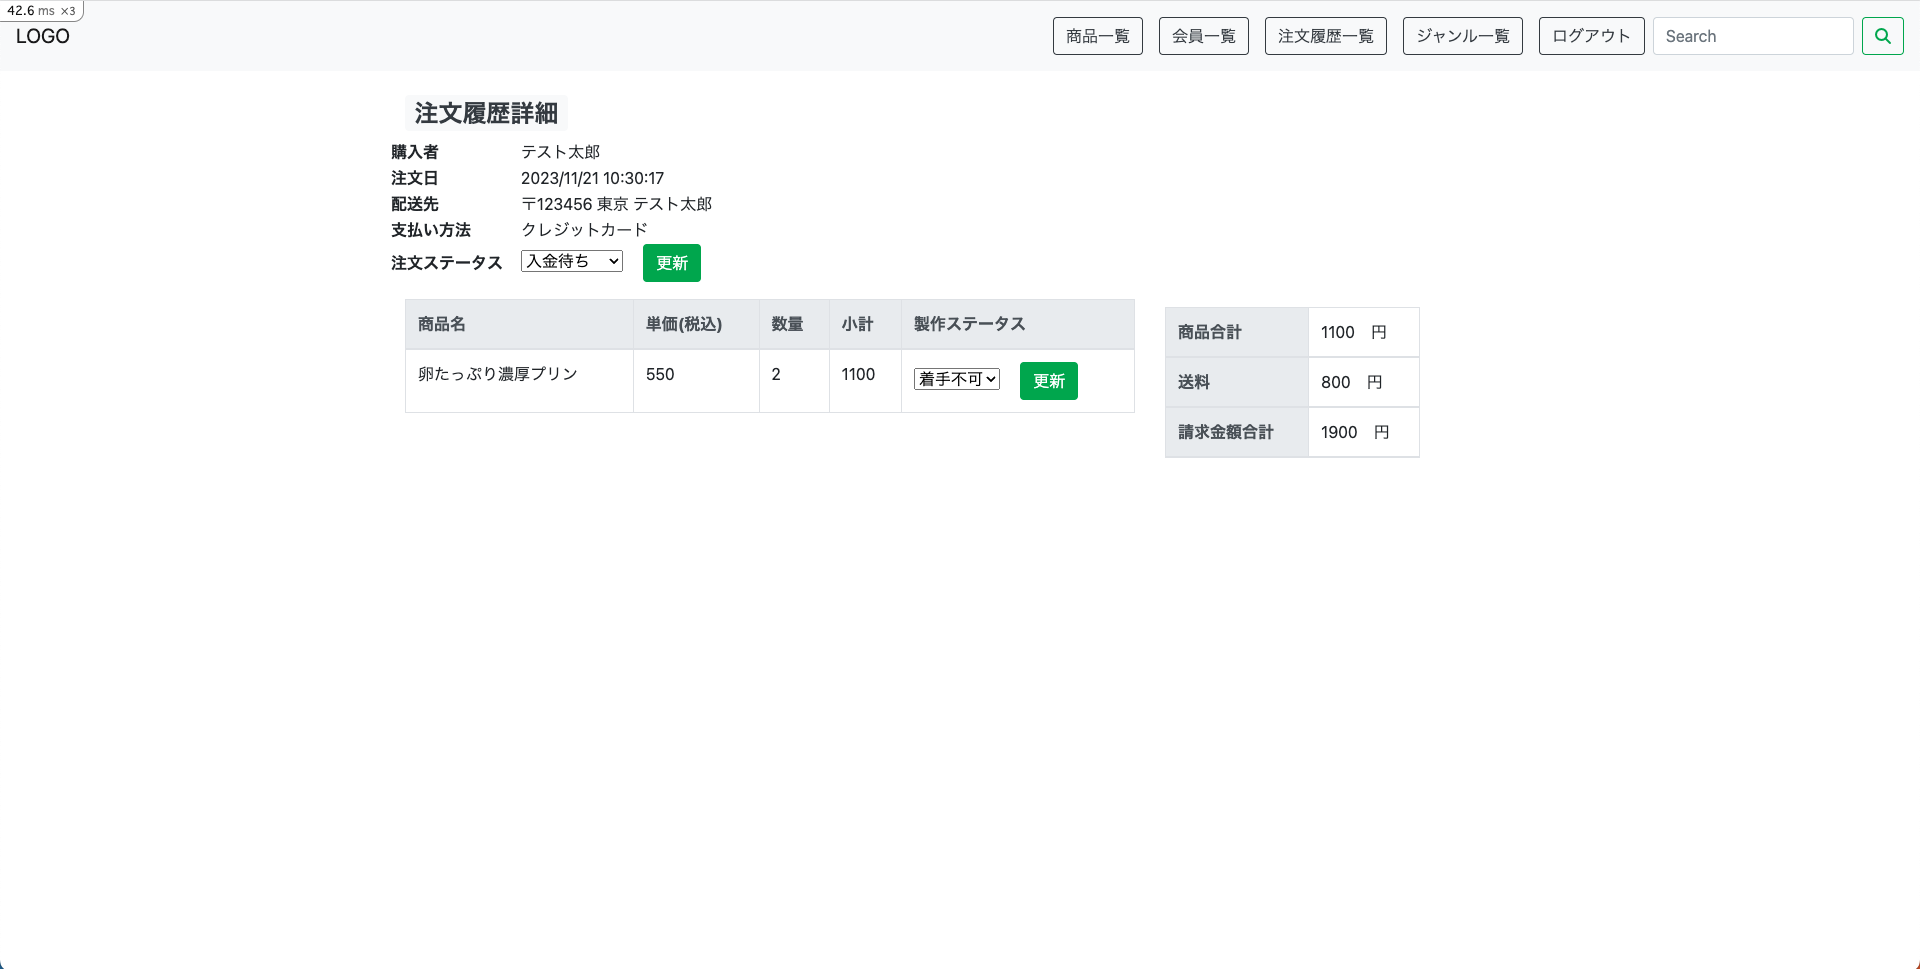 42.6 ms ×3
LOGO
商品一覧 会員一覧 注文履歴一覧 ジャンル一覧 ログアウト Search
注文履歴詳細
購入者 テスト太郎
注文日 2023/11/21 10:30:17
配送先 〒123456 東京 テスト太郎
支払い方法 クレジットカード
注文ステータス 入金待ち 更新
商品名 単価(税込) 数量 小計 製作ステータス
卵たっぷり濃厚プリン 550 2 1100 着手不可 更新
商品合計 1100 円
送料 800 円
請求金額合計 1900 円